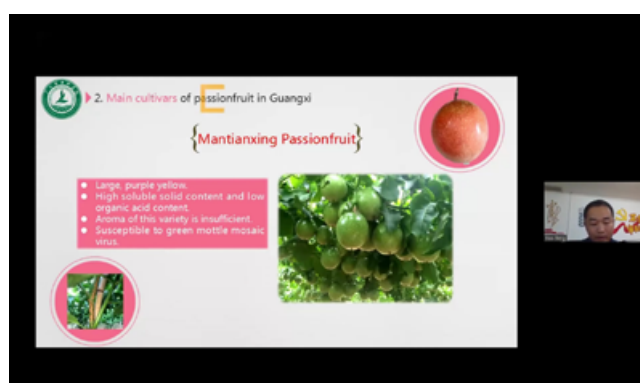 2. Main cultivars of passionfruit in Guangxi
{Mantianxing Passionfruit}
● Large, purple yellow.
● High soluble solid content and low
organic acid content.
● Aroma of this variety is insufficient.
● Susceptible to green mottle mosaic
virus.